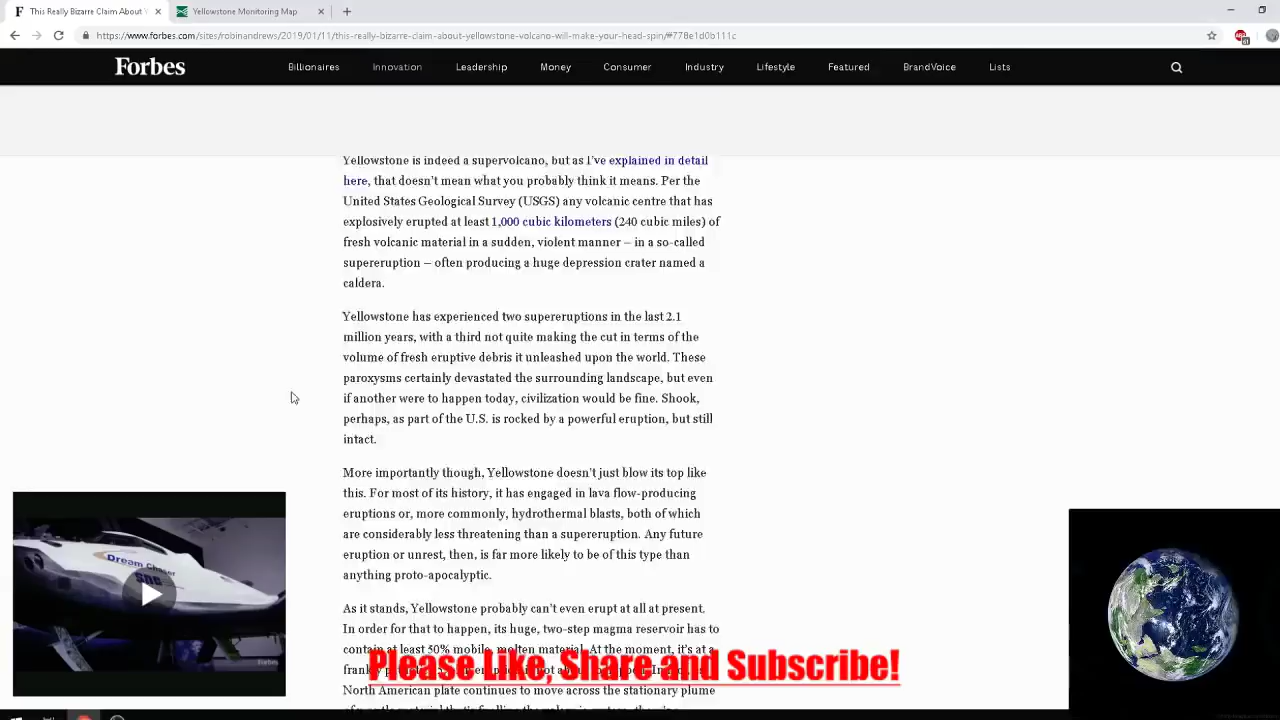 This Really Bizarre Claim About
Yellowstone Monitoring Map
https://www.forbes.com/sites/robinandrews/2019/01/11/this-really-bizarre-claim-about-yellowstone-volcano-will-make-your-head-spin/#778e1d0b111c
Forbes
Billionaires Innovation Leadership Money Consumer Industry Lifestyle Featured BrandVoice Lists
Yellowstone is indeed a supervolcano, but as I've explained in detail
here, that doesn't mean what you probably think it means. Per the
United States Geological Survey (USGS) any volcanic centre that has
explosively erupted at least 1,000 cubic kilometers (240 cubic miles) of
fresh volcanic material in a sudden, violent manner – in a so-called
supereruption – often producing a huge depression crater named a
caldera.
Yellowstone has experienced two supereruptions in the last 2.1
million years, with a third not quite making the cut in terms of the
volume of fresh eruptive debris it unleashed upon the world. These
paroxysms certainly devastated the surrounding landscape, but even
if another were to happen today, civilization would be fine. Shook,
perhaps, as part of the U.S. is rocked by a powerful eruption, but still
intact.
More importantly though, Yellowstone doesn't just blow its top like
this. For most of its history, it has engaged in lava flow-producing
eruptions or, more commonly, hydrothermal blasts, both of which
are considerably less threatening than a supereruption. Any future
eruption or unrest, then, is far more likely to be of this type than
anything proto-apocalyptic.
As it stands, Yellowstone probably can't even erupt at all at present.
In order for that to happen, its huge, two-step magma reservoir has to
contain at least 50% mobile, molten material. At the moment, it's at a
Please Like, Share and Subscribe!
North American plate continues to move across the stationary plume
Dream Chaser
snc
Forbes